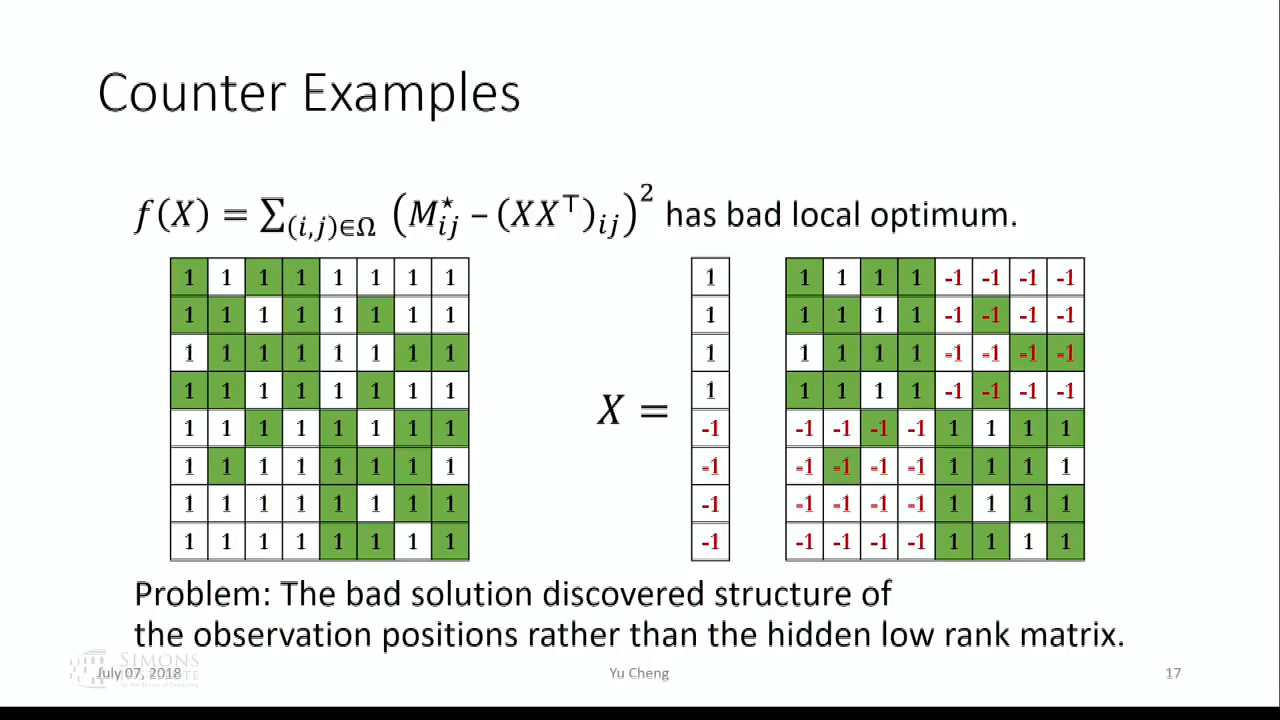 Counter Examples
f(X) = ∑(i,j)∈Ω (M⋆ij – (XX⊤)ij)2 has bad local optimum.
1 1 1 1 1 1 1 1
1 1 1 1 1 1 1 1
1 1 1 1 1 1 1 1
1 1 1 1 1 1 1 1
1 1 1 1 1 1 1 1
1 1 1 1 1 1 1 1
1 1 1 1 1 1 1 1
1 1 1 1 1 1 1 1
X =
1
1
1
1
-1
-1
-1
-1
1 1 1 1 -1 -1 -1 -1
1 1 1 1 -1 -1 -1 -1
1 1 1 1 -1 -1 -1 -1
1 1 1 1 -1 -1 -1 -1
-1 -1 -1 -1 1 1 1 1
-1 -1 -1 -1 1 1 1 1
-1 -1 -1 -1 1 1 1 1
-1 -1 -1 -1 1 1 1 1
Problem: The bad solution discovered structure of
the observation positions rather than the hidden low rank matrix.
SIMONS
July 07, 2018
Yu Cheng
17